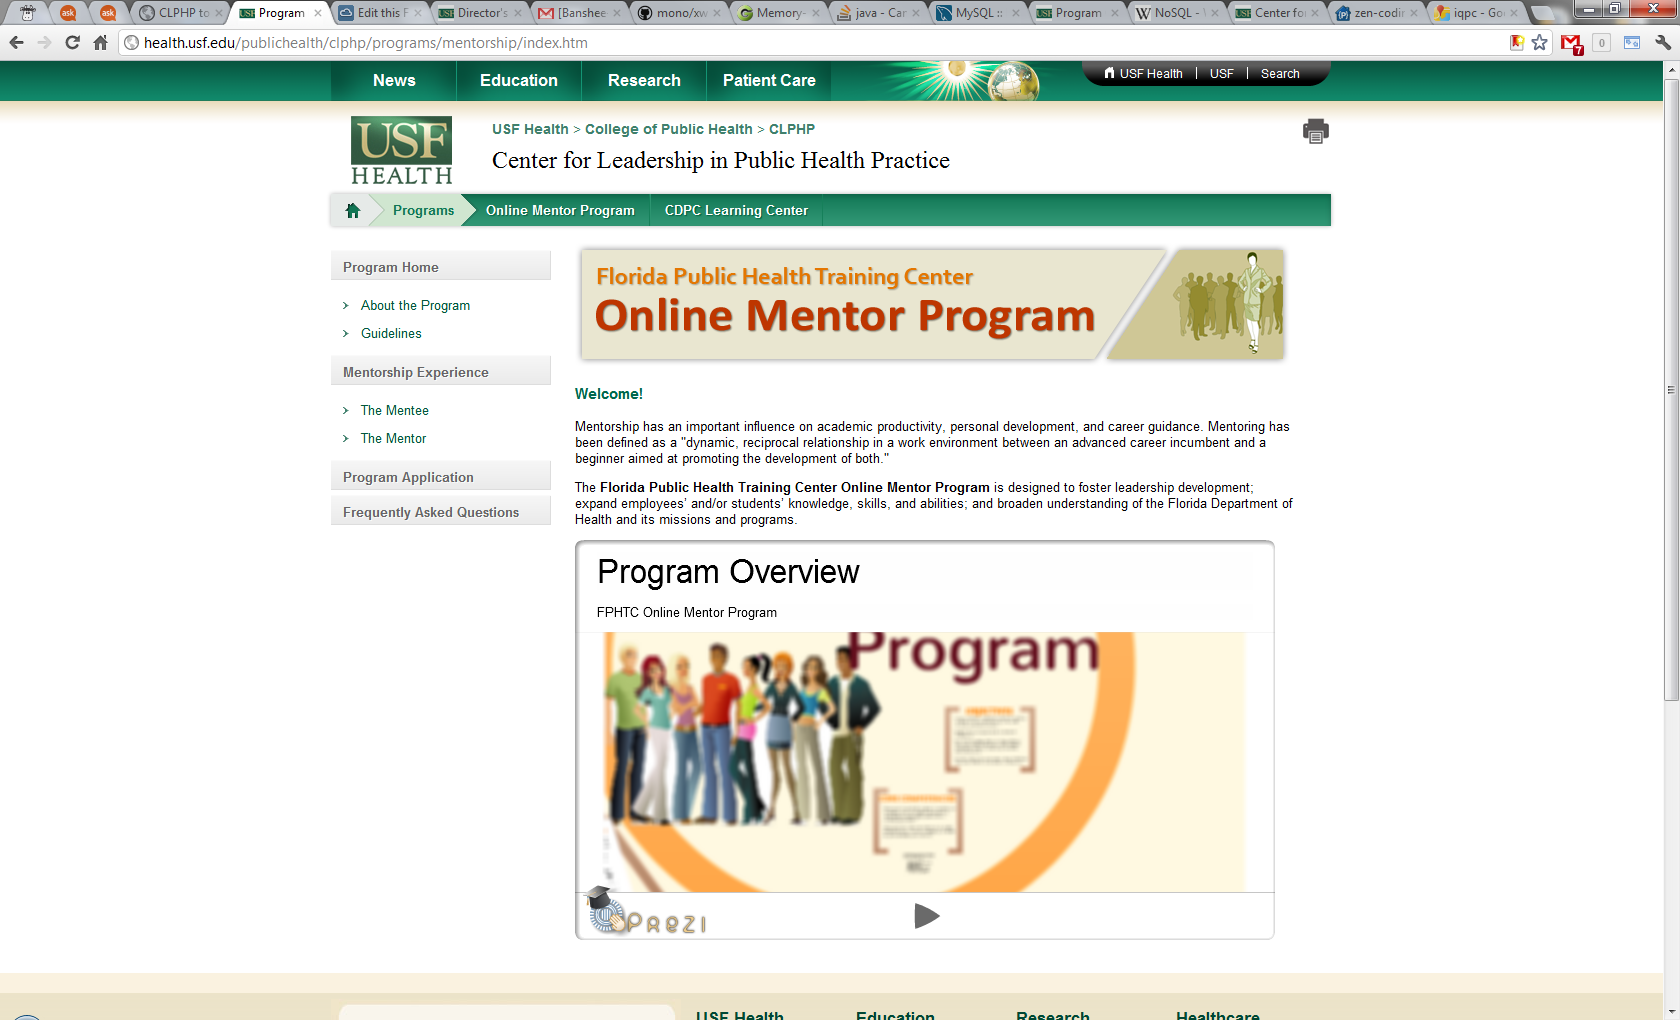 ask
ask
CLPHP to
Program
Edit this F
Director's
[Banshee-
mono/xw
Memory-
java - Car
MySQL ::
Program
NoSQL - 
Center fo
zen-codin
iqpc - Go
health.usf.edu/publichealth/clphp/programs/mentorship/index.htm
7
0
News
Education
Research
Patient Care
USF Health
USF
Search
USF
HEALTH
USF Health > College of Public Health > CLPHP
Center for Leadership in Public Health Practice
Programs
Online Mentor Program
CDPC Learning Center
Program Home
About the Program
Guidelines
Mentorship Experience
The Mentee
The Mentor
Program Application
Frequently Asked Questions
Florida Public Health Training Center
Online Mentor Program
Welcome!
Mentorship has an important influence on academic productivity, personal development, and career guidance. Mentoring has
been defined as a "dynamic, reciprocal relationship in a work environment between an advanced career incumbent and a
beginner aimed at promoting the development of both."
The Florida Public Health Training Center Online Mentor Program is designed to foster leadership development;
expand employees’ and/or students’ knowledge, skills, and abilities; and broaden understanding of the Florida Department of
Health and its missions and programs.
Program Overview
FPHTC Online Mentor Program
Program
Prezi
USF Health
Education
Research
Healthcare